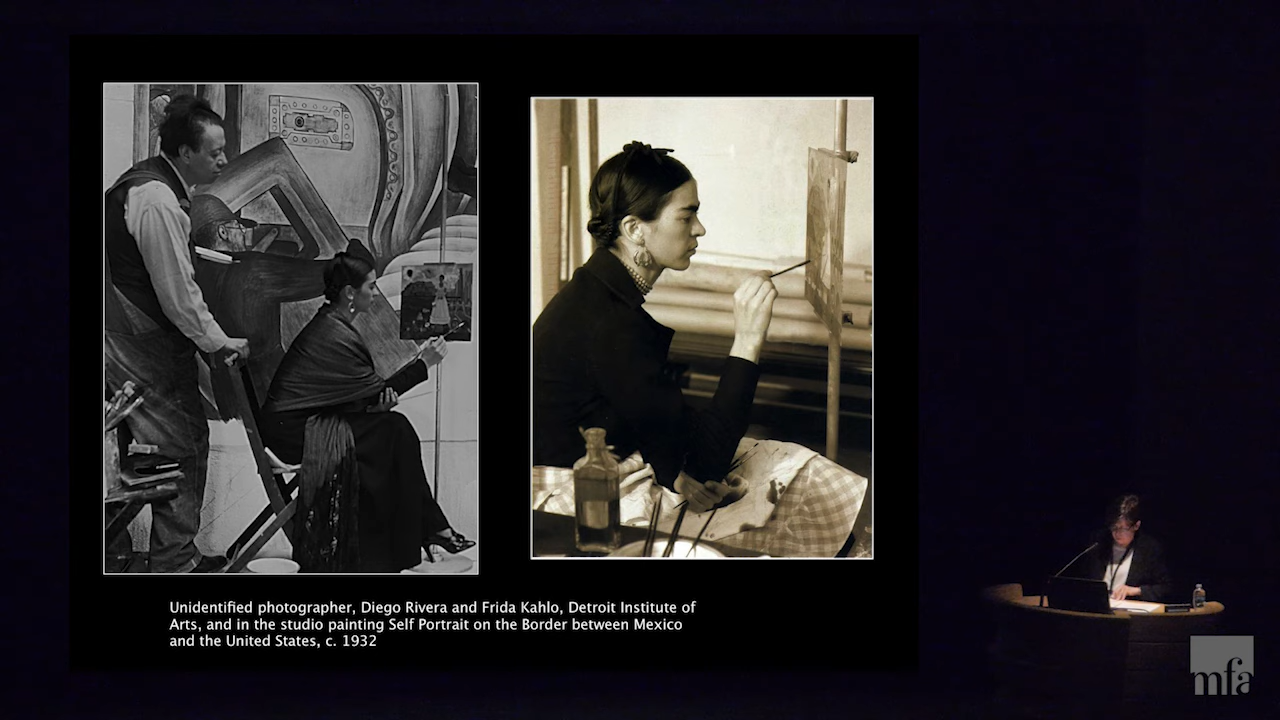 Unidentified photographer, Diego Rivera and Frida Kahlo, Detroit Institute of
Arts, and in the studio painting Self Portrait on the Border between Mexico
and the United States, c. 1932
mfa